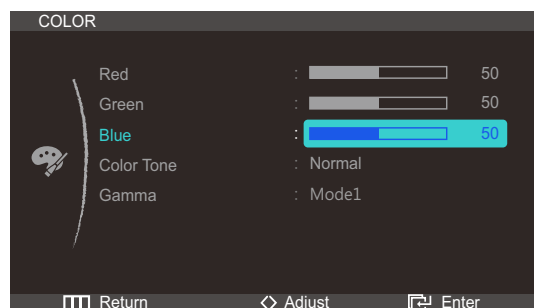 COLOR
Red : 50
Green : 50
Blue : 50
Color Tone : Normal
Gamma : Mode1
Return Adjust Enter